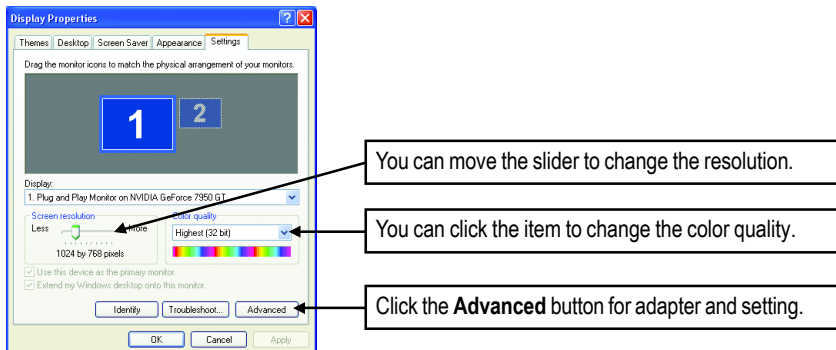 Display Properties
Themes Desktop Screen Saver Appearance Settings
Drag the monitor icons to match the physical arrangement of your monitors.
1
2
Display:
1. Plug and Play Monitor on NVIDIA GeForce 7950 GT
Screen resolution
Less More
1024 by 768 pixels
Color quality
Highest (32 bit)
Use this device as the primary monitor.
Extend my Windows desktop onto this monitor.
Identify Troubleshoot... Advanced
OK Cancel Apply
You can move the slider to change the resolution.
You can click the item to change the color quality.
Click the Advanced button for adapter and setting.